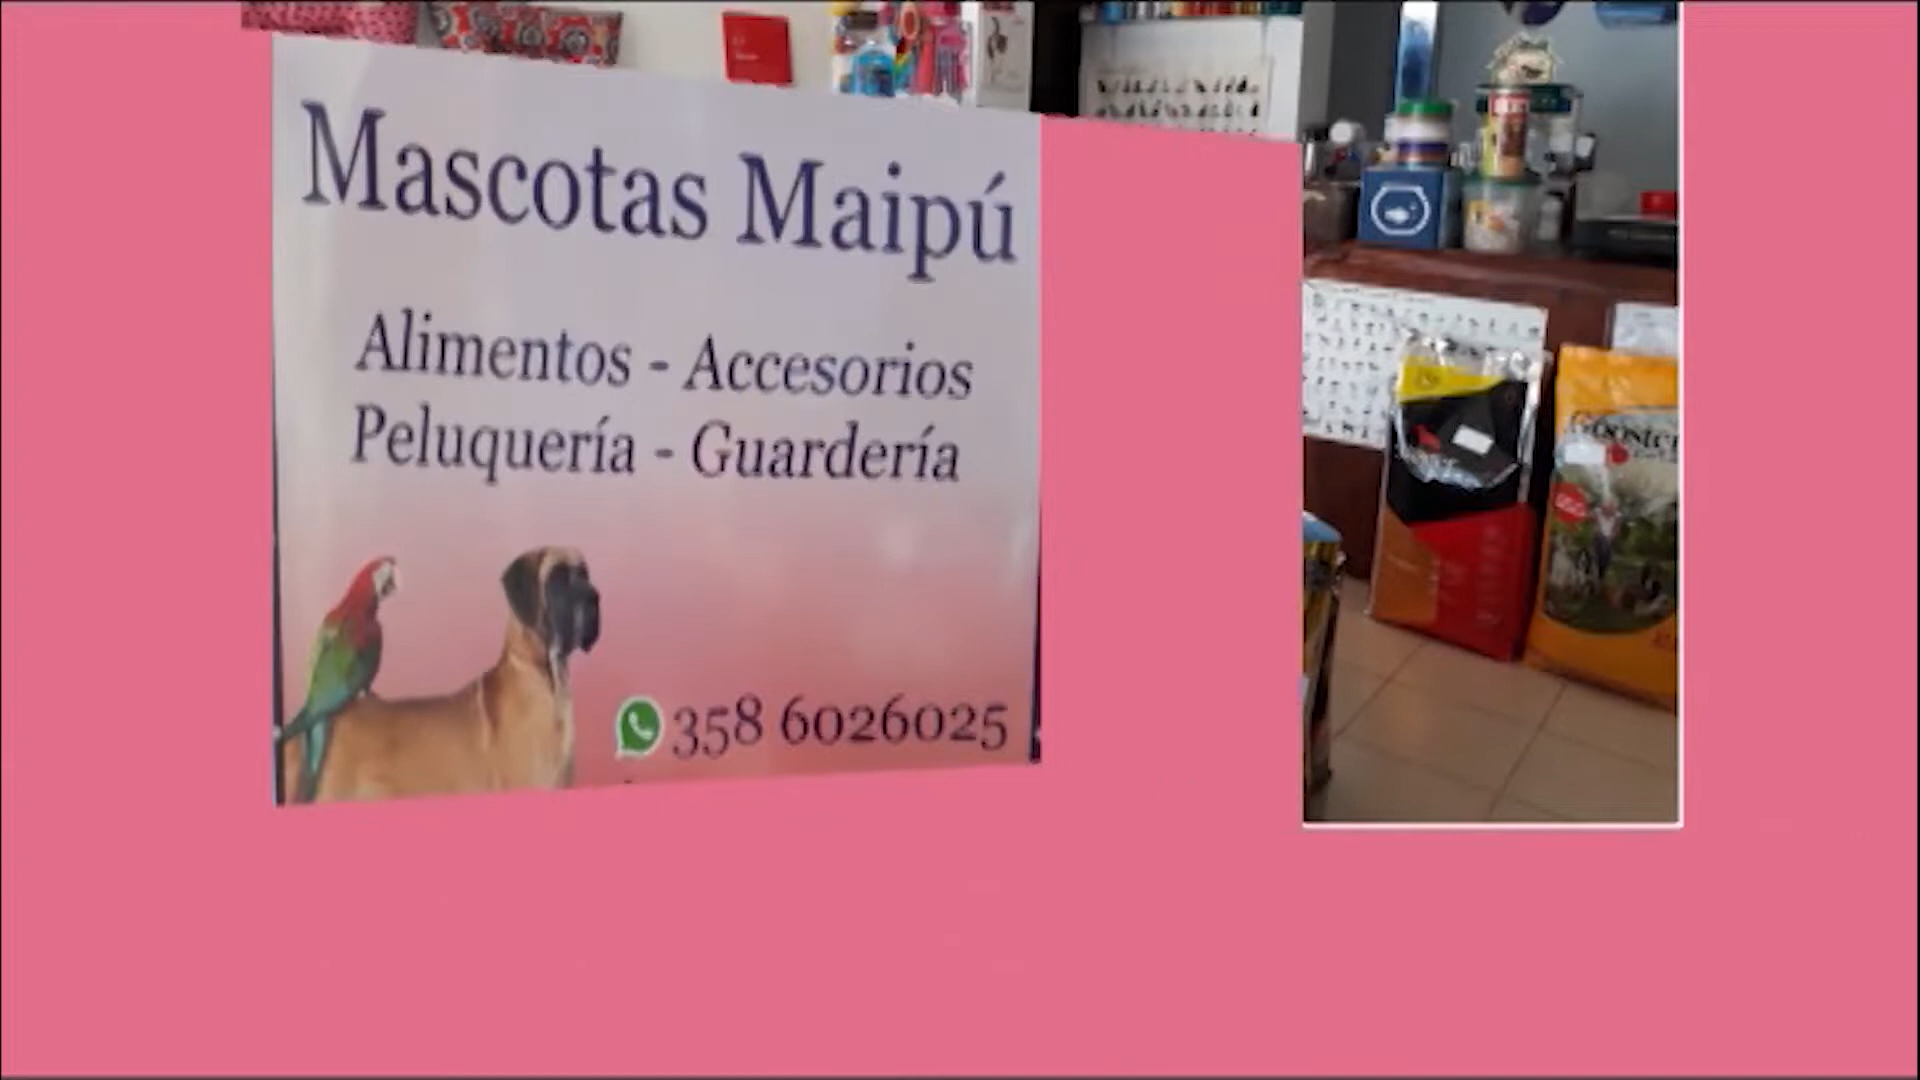 Mascotas Maipú
Alimentos - Accesorios
Peluquería - Guardería
358 6026025